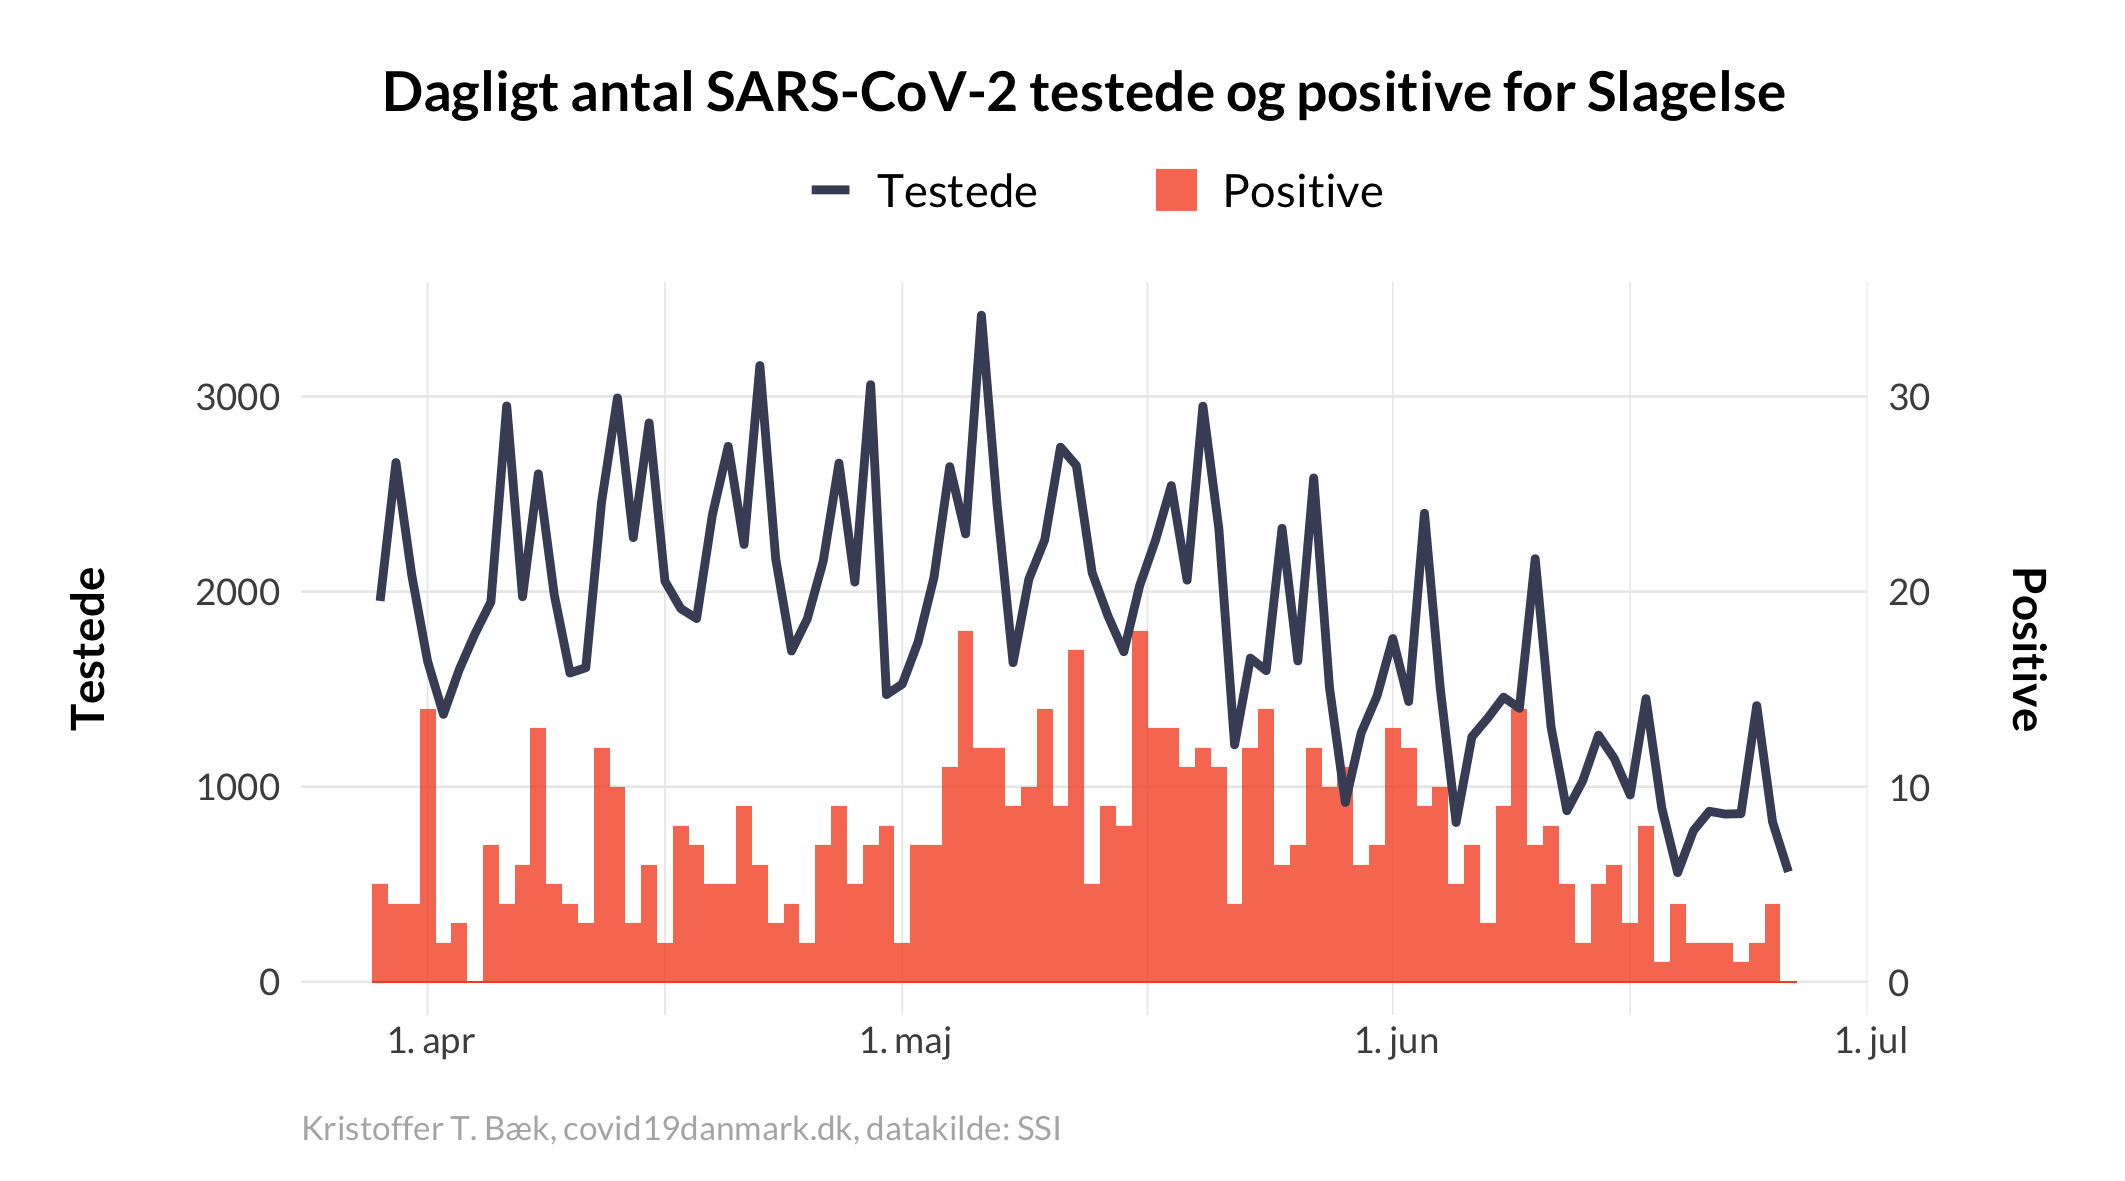 Dagligt antal SARS-CoV-2 testede og positive for Slagelse
Testede Positive
Testede
3000
2000
1000
0
30
20
10
0
Positive
1. apr 1. maj 1. jun 1. jul
Kristoffer T. Bæk, covid19danmark.dk, datakilde: SSI